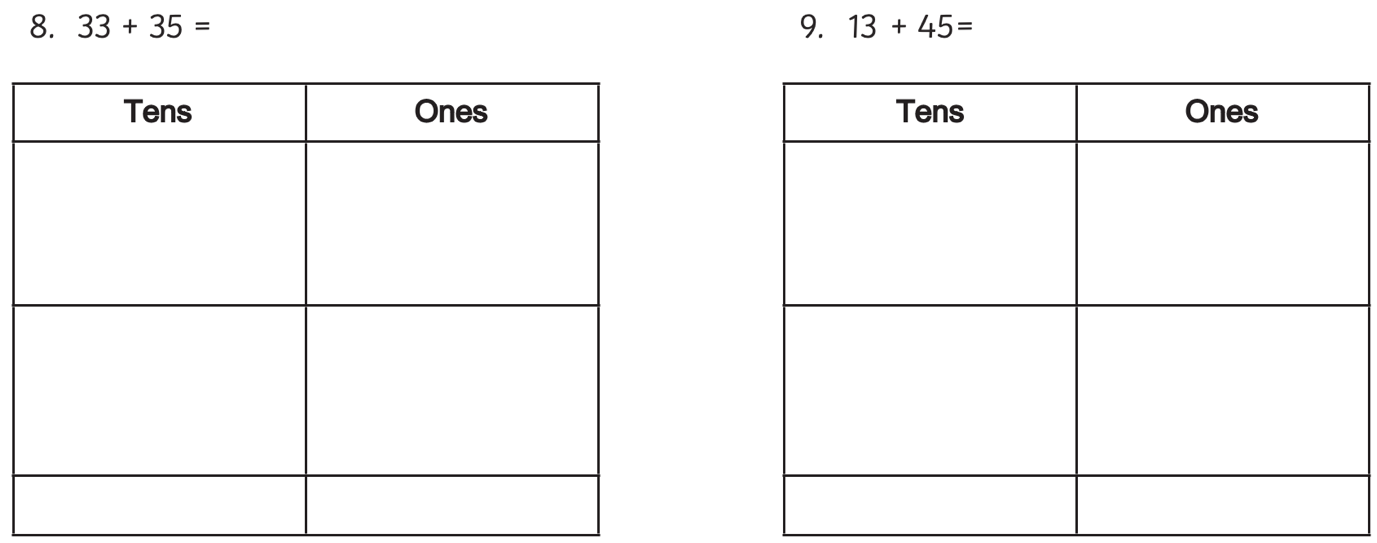 8. 33 + 35 =
Tens Ones
9. 13 + 45=
Tens Ones